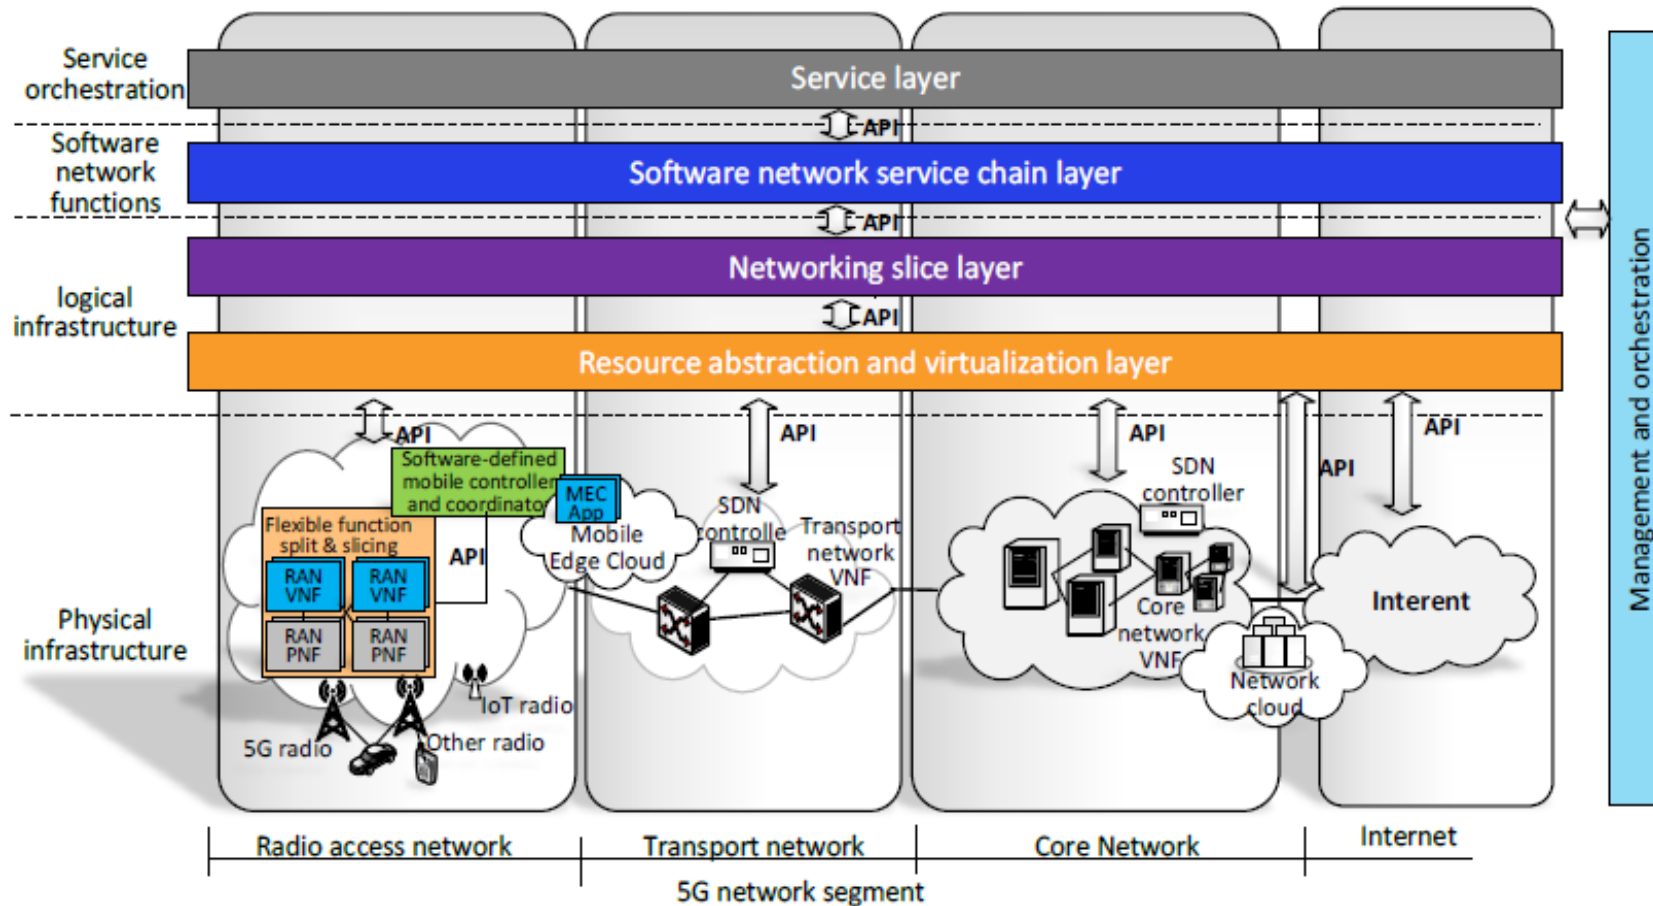 Service
orchestration
Service layer
API
Software
network
functions
Software network service chain layer
API
Networking slice layer
logical
infrastructure
API
Resource abstraction and virtualization layer
API
API
API
API
API
Software-defined
mobile controller
and coordinator
MEC
App
Mobile
Edge Cloud
Flexible function
split & slicing
API
RAN
VNF
RAN
VNF
RAN
PNF
RAN
PNF
SDN
controlle
Transport
network
VNF
SDN
controller
Core
network
VNF
Interent
Network
cloud
Physical
infrastructure
IoT radio
5G radio
Other radio
Management and orchestration
Radio access network
Transport network
Core Network
Internet
5G network segment